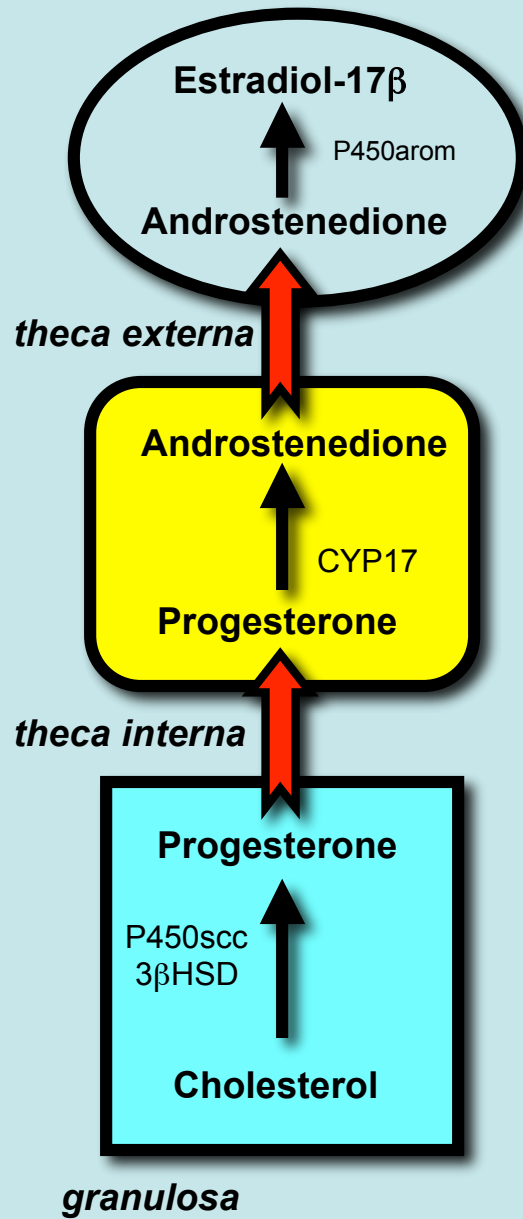 Estradiol-17β
P450arom
Androstenedione
theca externa
Androstenedione
CYP17
Progesterone
theca interna
Progesterone
P450scc
3βHSD
Cholesterol
granulosa